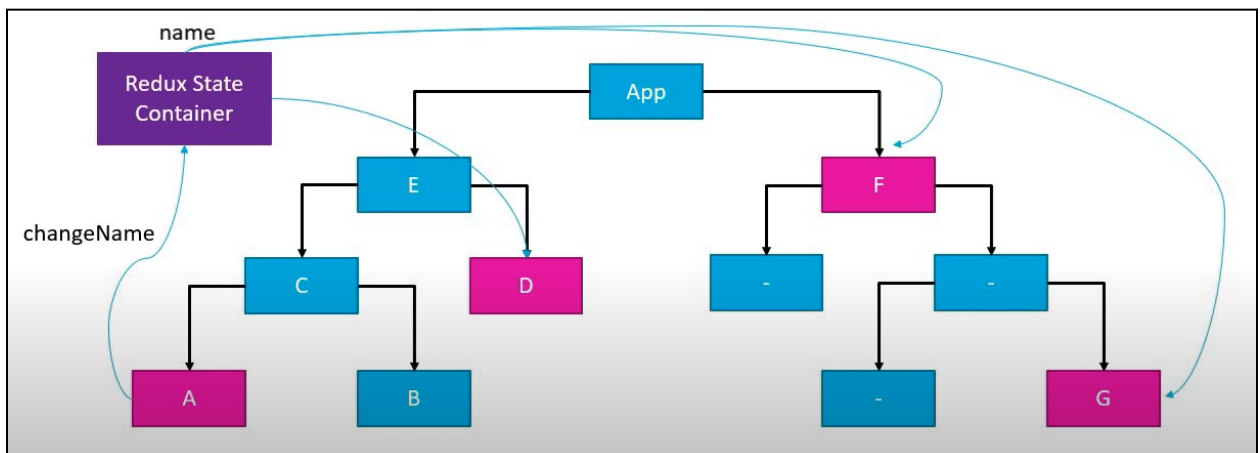 name
Redux State
Container
App
E
F
changeName
C
D
-
-
A
B
-
G